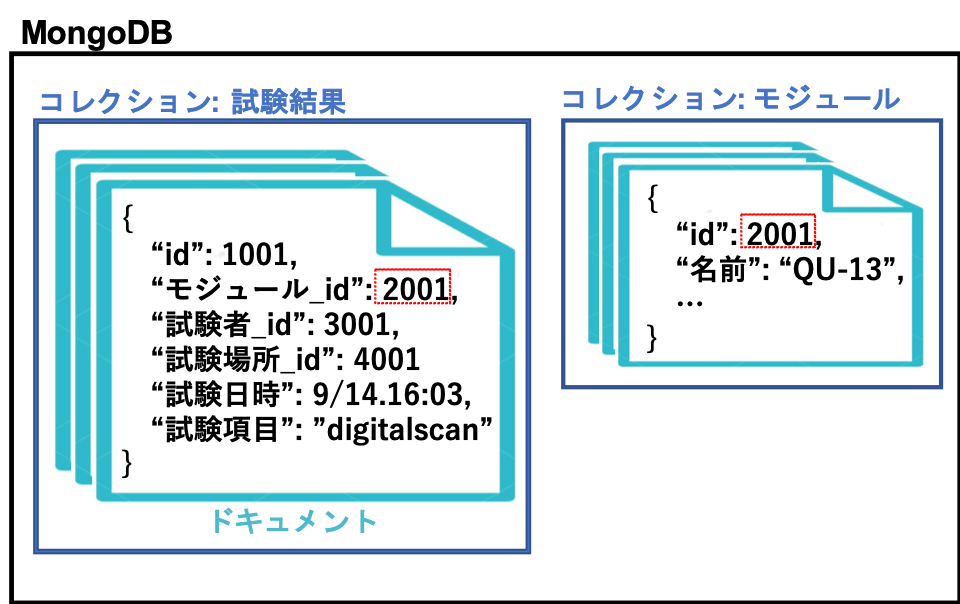 MongoDB
コレクション: 試験結果
{
“id”: 1001,
“モジュール_id”: 2001,
“試験者_id”: 3001,
“試験場所_id”: 4001
“試験日時”: 9/14.16:03,
“試験項目”: ”digitalscan”
}
ドキュメント
コレクション: モジュール
{
“id”: 2001,
“名前”: “QU-13”,
…
}